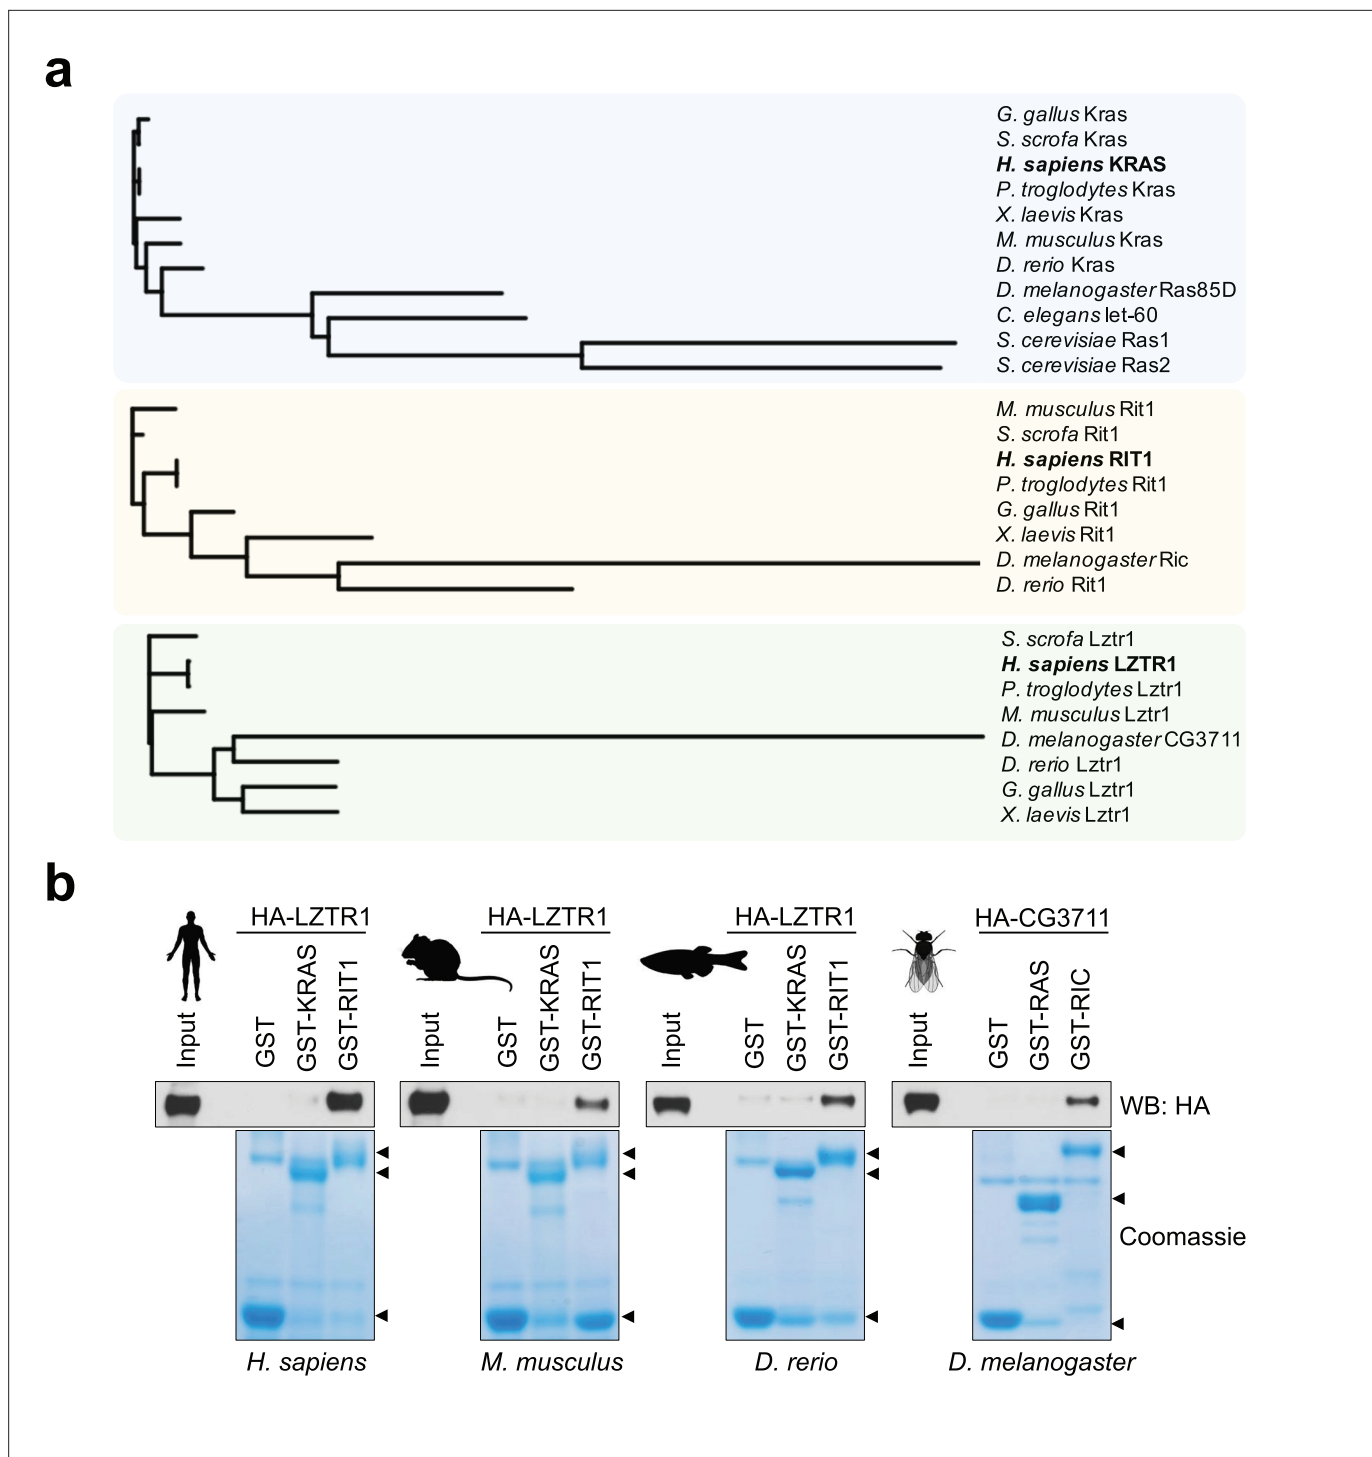 a
G. gallus Kras
S. scrofa Kras
H. sapiens KRAS
P. troglodytes Kras
X. laevis Kras
M. musculus Kras
D. rerio Kras
D. melanogaster Ras85D
C. elegans let-60
S. cerevisiae Ras1
S. cerevisiae Ras2
M. musculus Rit1
S. scrofa Rit1
H. sapiens RIT1
P. troglodytes Rit1
G. gallus Rit1
X. laevis Rit1
D. melanogaster Ric
D. rerio Rit1
S. scrofa Lztr1
H. sapiens LZTR1
P. troglodytes Lztr1
M. musculus Lztr1
D. melanogaster CG3711
D. rerio Lztr1
G. gallus Lztr1
X. laevis Lztr1
b
HA-LZTR1
Input
GST
GST-KRAS
GST-RIT1
HA-LZTR1
Input
GST
GST-KRAS
GST-RIT1
HA-LZTR1
Input
GST
GST-KRAS
GST-RIT1
HA-CG3711
Input
GST
GST-RAS
GST-RIC
WB: HA
Coomassie
H. sapiens
M. musculus
D. rerio
D. melanogaster